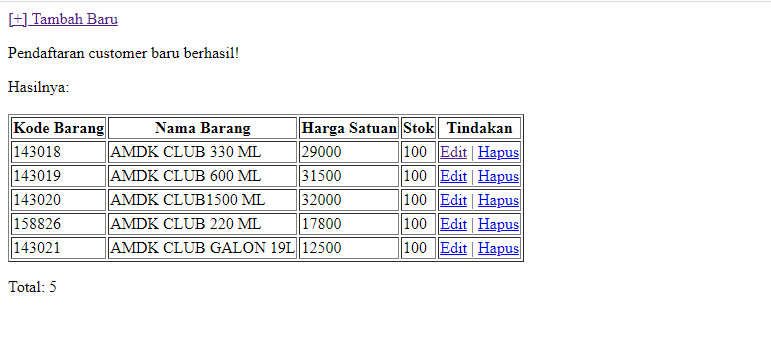 [+] Tambah Baru
Pendaftaran customer baru berhasil!
Hasilnya:
Kode Barang Nama Barang Harga Satuan Stok Tindakan
143018 AMDK CLUB 330 ML 29000 100 Edit | Hapus
143019 AMDK CLUB 600 ML 31500 100 Edit | Hapus
143020 AMDK CLUB1500 ML 32000 100 Edit | Hapus
158826 AMDK CLUB 220 ML 17800 100 Edit | Hapus
143021 AMDK CLUB GALON 19L 12500 100 Edit | Hapus
Total: 5